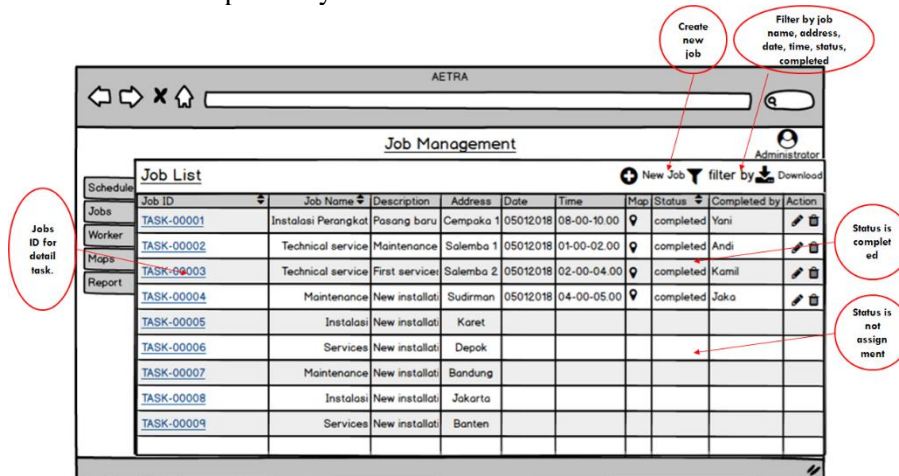 Create
new
job
Filter by job
name, address,
date, time, status,
completed
AETRA
Job Management
Administrator
Job List
New Job filter by Download
Schedule
Jobs
Worker
Maps
Report
Job ID Job Name Description Address Date Time Map Status Completed by Action
TASK-00001 Instalasi Perangkat Pasang baru Cempaka 1 05012018 08-00-10.00 completed Yani
TASK-00002 Technical service Maintenance Salemba 1 05012018 01-00-02.00 completed Andi
TASK-00003 Technical service First services Salemba 2 05012018 02-00-04.00 completed Kamil
TASK-00004 Maintenance New installati Sudirman 05012018 04-00-05.00 completed Jaka
TASK-00005 Instalasi New installati Karet
TASK-00006 Services New installati Depok
TASK-00007 Maintenance New installati Bandung
TASK-00008 Instalasi New installati Jakarta
TASK-00009 Services New installati Banten
Jobs
ID for
detail
task.
Status is
complet
ed
Status is
not
assign
ment